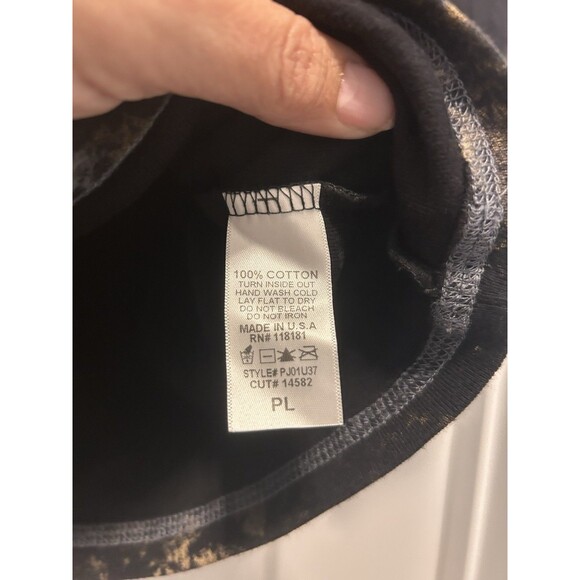 100% COTTON
TURN INSIDE OUT
HAND WASH COLD
LAY FLAT TO DRY
DO NOT BLEACH
DO NOT IRON
MADE IN U.S.A
RN# 118181
STYLE# PJ01U37
CUT# 14582
PL